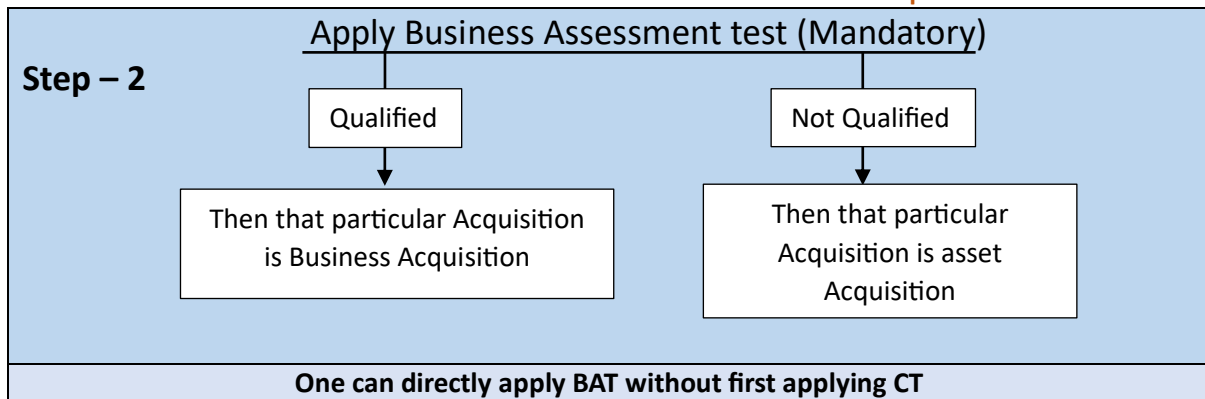 Apply Business Assessment test (Mandatory)
Step – 2
Qualified
Not Qualified
Then that particular Acquisition
is Business Acquisition
Then that particular
Acquisition is asset
Acquisition
One can directly apply BAT without first applying CT